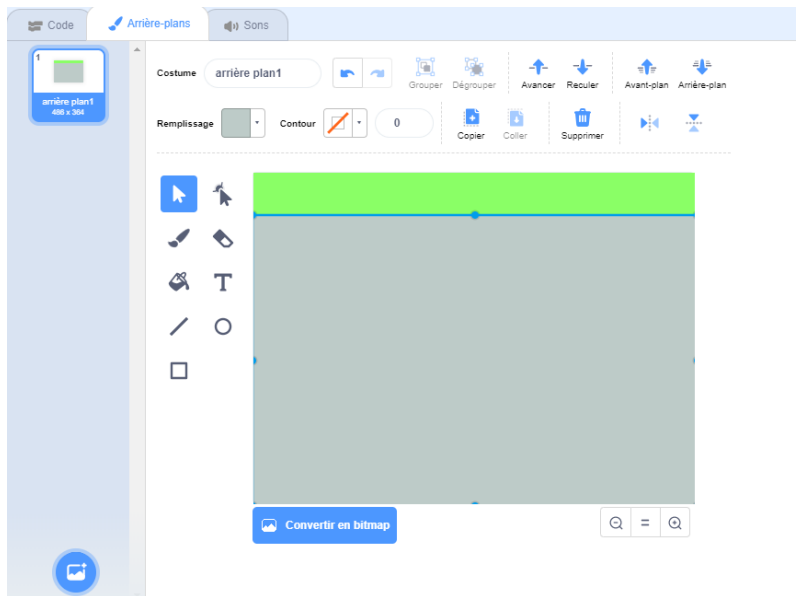 Code
Arrière-plans
Sons
1
arrière plan1
486 x 364
Costume
arrière plan1
Grouper
Dégrouper
Avancer
Reculer
Avant-plan
Arrière-plan
Remplissage
Contour
0
Copier
Coller
Supprimer
T
Convertir en bitmap